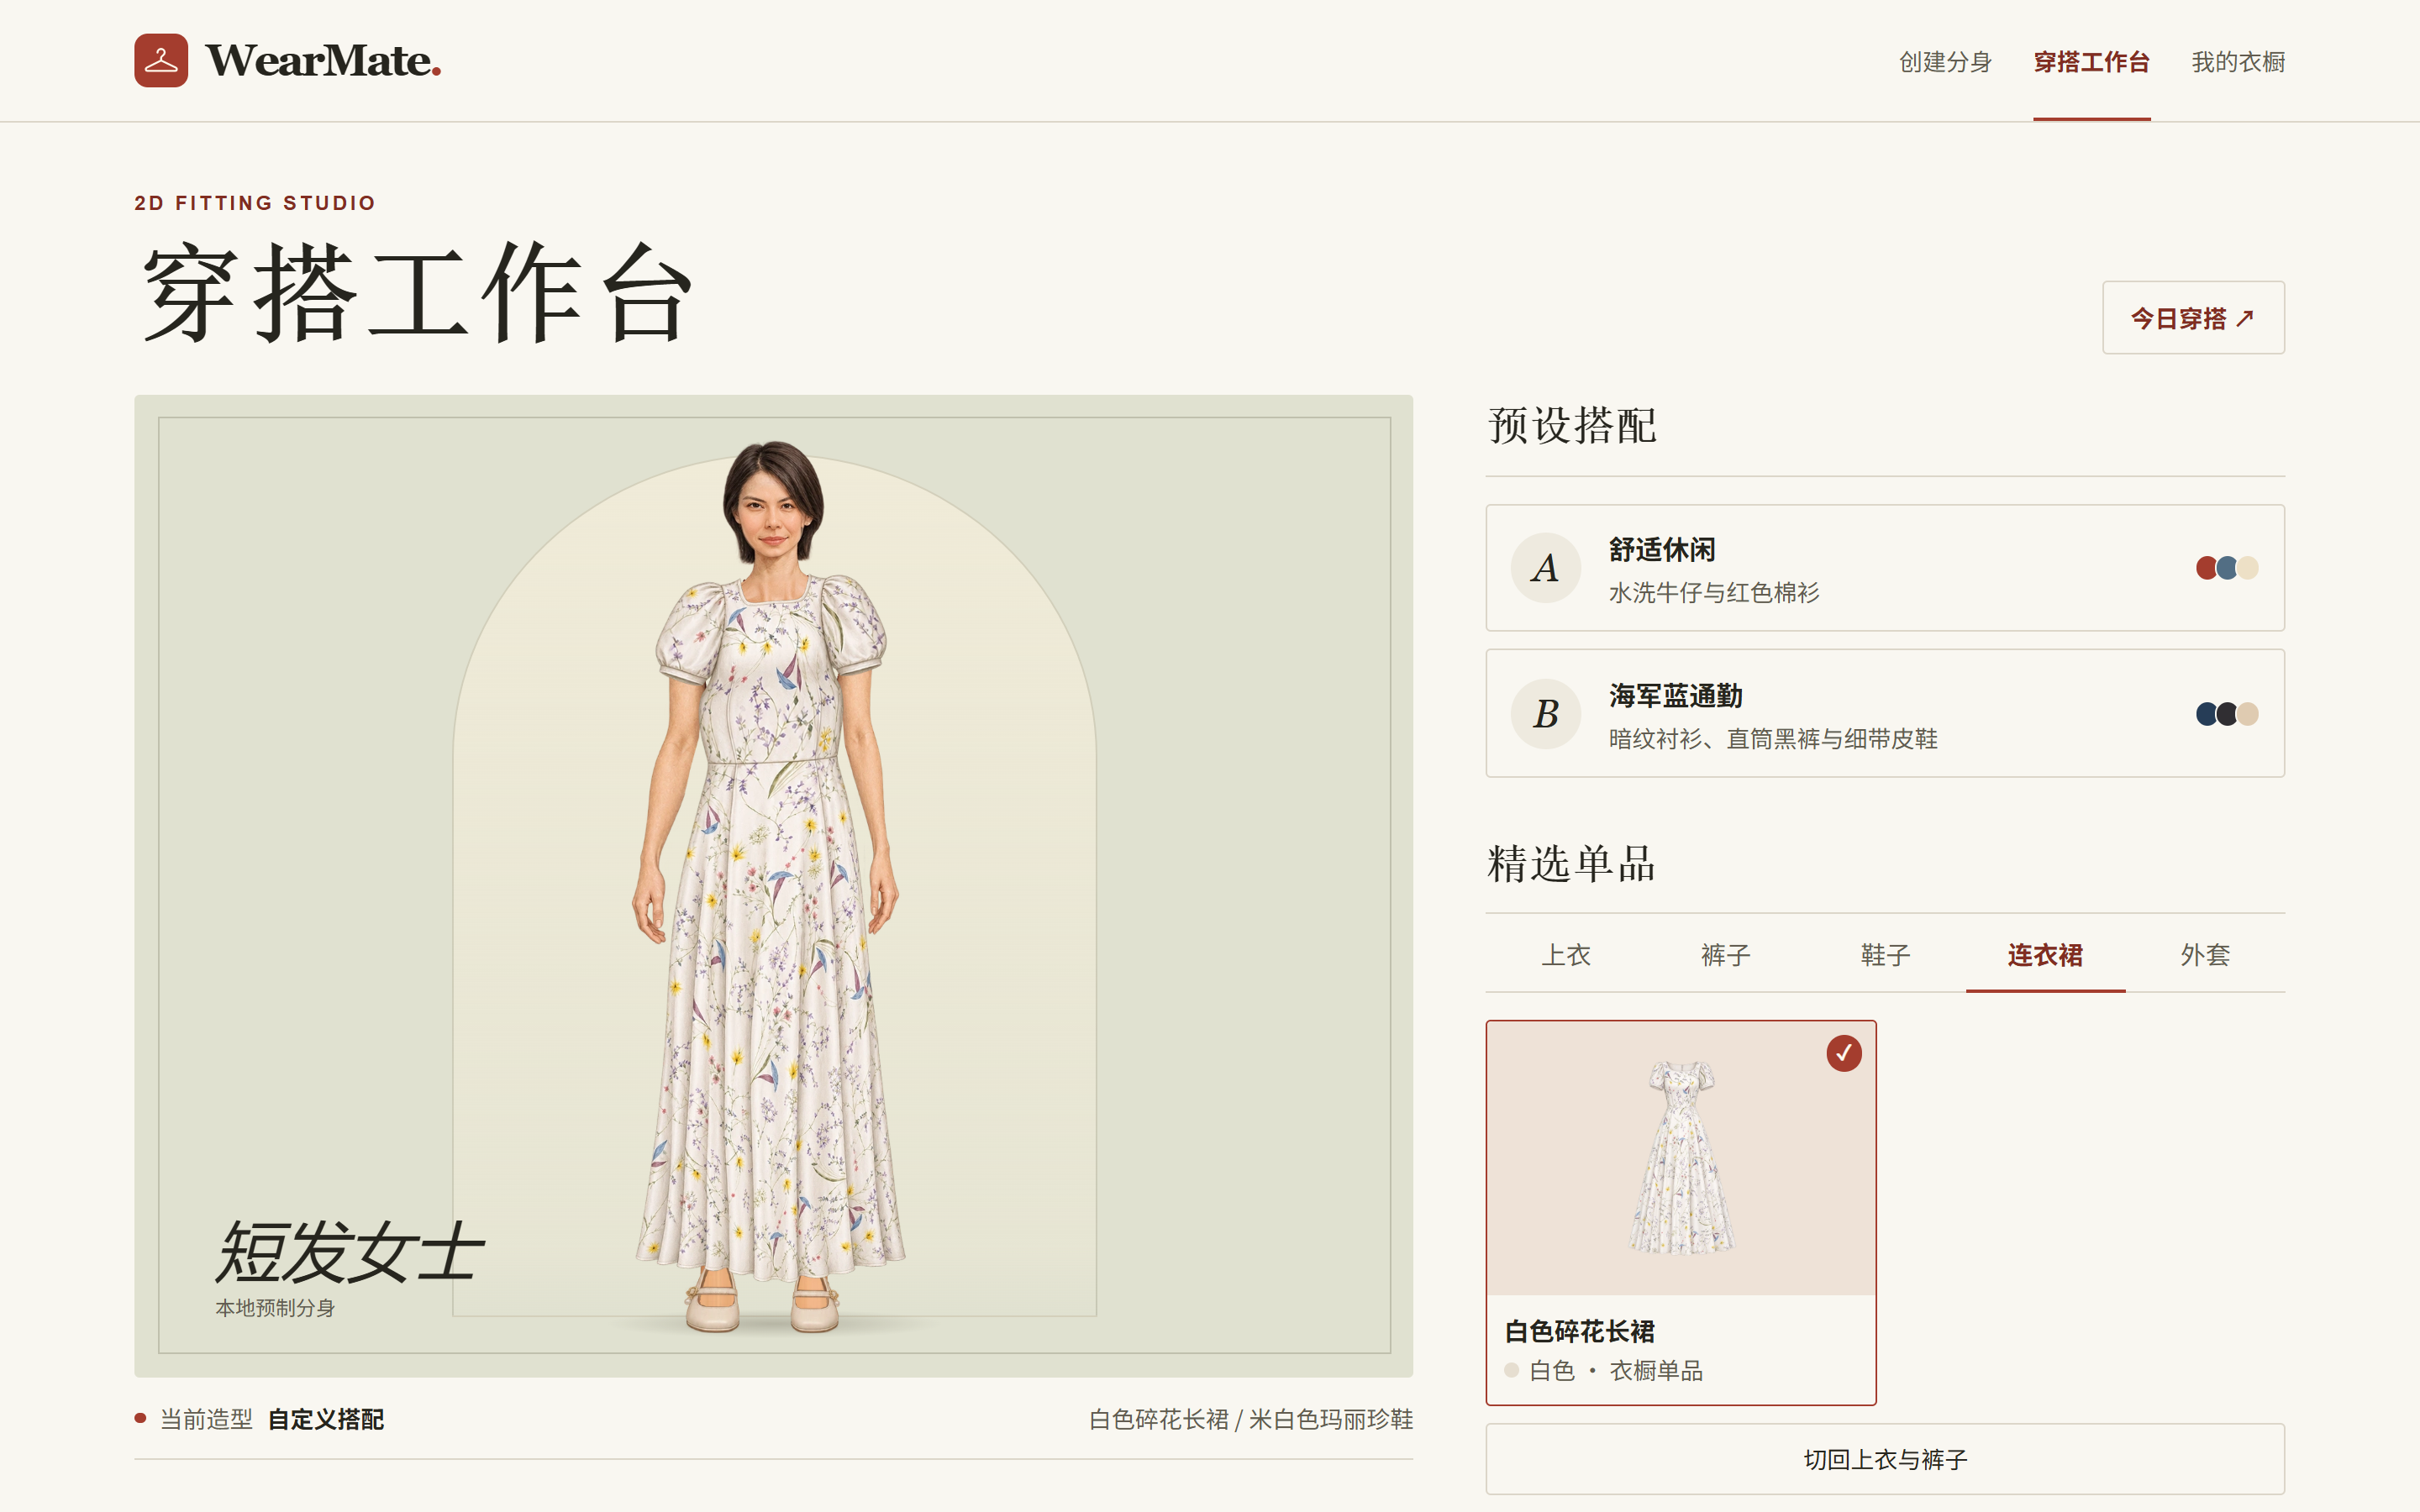 WearMate.
创建分身
穿搭工作台
我的衣橱
2D FITTING STUDIO
穿搭工作台
今日穿搭 ↗
短发女士
本地预制分身
当前造型 自定义搭配
白色碎花长裙 / 米白色玛丽珍鞋
预设搭配
A
舒适休闲
水洗牛仔与红色棉衫
B
海军蓝通勤
暗纹衬衫、直筒黑裤与细带皮鞋
精选单品
上衣
裤子
鞋子
连衣裙
外套
白色碎花长裙
白色 · 衣橱单品
切回上衣与裤子